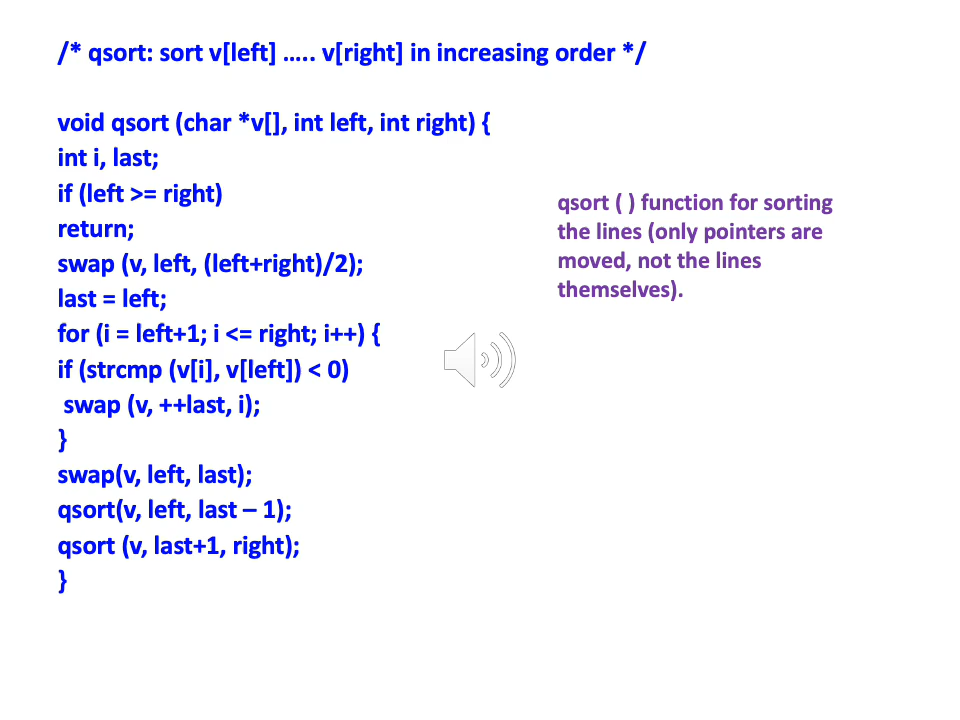 /* qsort: sort v[left] ..... v[right] in increasing order */
void qsort (char *v[], int left, int right) {
int i, last;
if (left >= right)
return;
swap (v, left, (left+right)/2);
last = left;
for (i = left+1; i <= right; i++) {
if (strcmp (v[i], v[left]) < 0)
swap (v, ++last, i);
}
swap(v, left, last);
qsort(v, left, last – 1);
qsort (v, last+1, right);
}
qsort ( ) function for sorting
the lines (only pointers are
moved, not the lines
themselves).